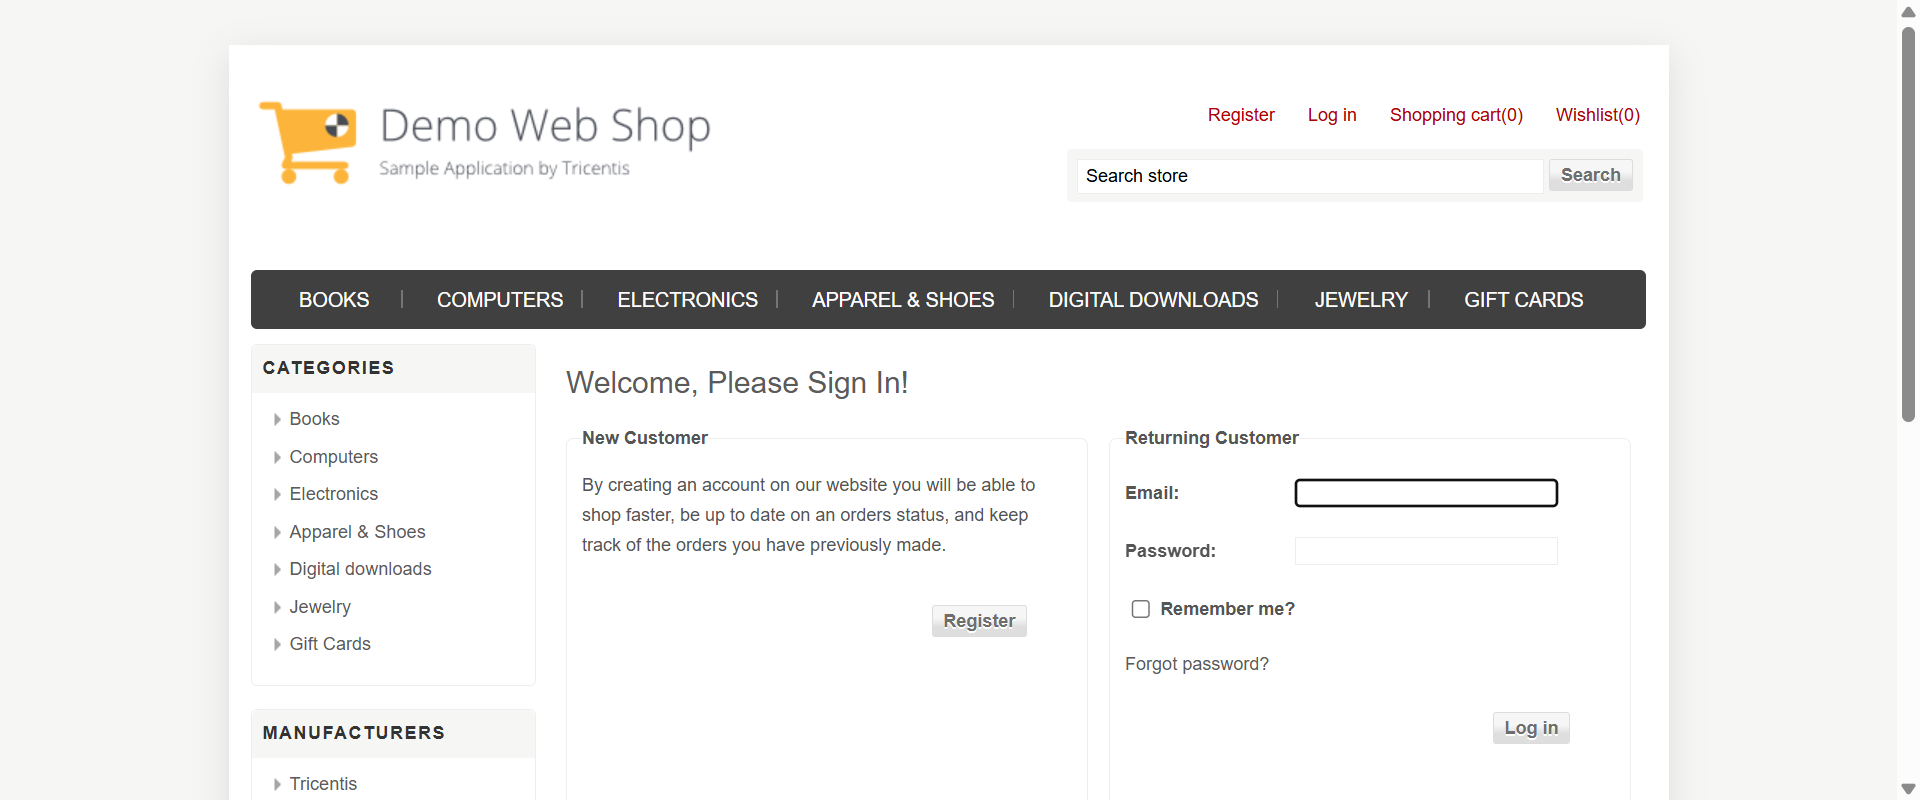 Demo Web Shop
Sample Application by Tricentis
Register Log in Shopping cart(0) Wishlist(0)
Search store Search
BOOKS COMPUTERS ELECTRONICS APPAREL & SHOES DIGITAL DOWNLOADS JEWELRY GIFT CARDS
CATEGORIES
Books
Computers
Electronics
Apparel & Shoes
Digital downloads
Jewelry
Gift Cards
MANUFACTURERS
Tricentis
Welcome, Please Sign In!
New Customer
By creating an account on our website you will be able to
shop faster, be up to date on an orders status, and keep
track of the orders you have previously made.
Register
Returning Customer
Email:
Password:
Remember me?
Forgot password?
Log in